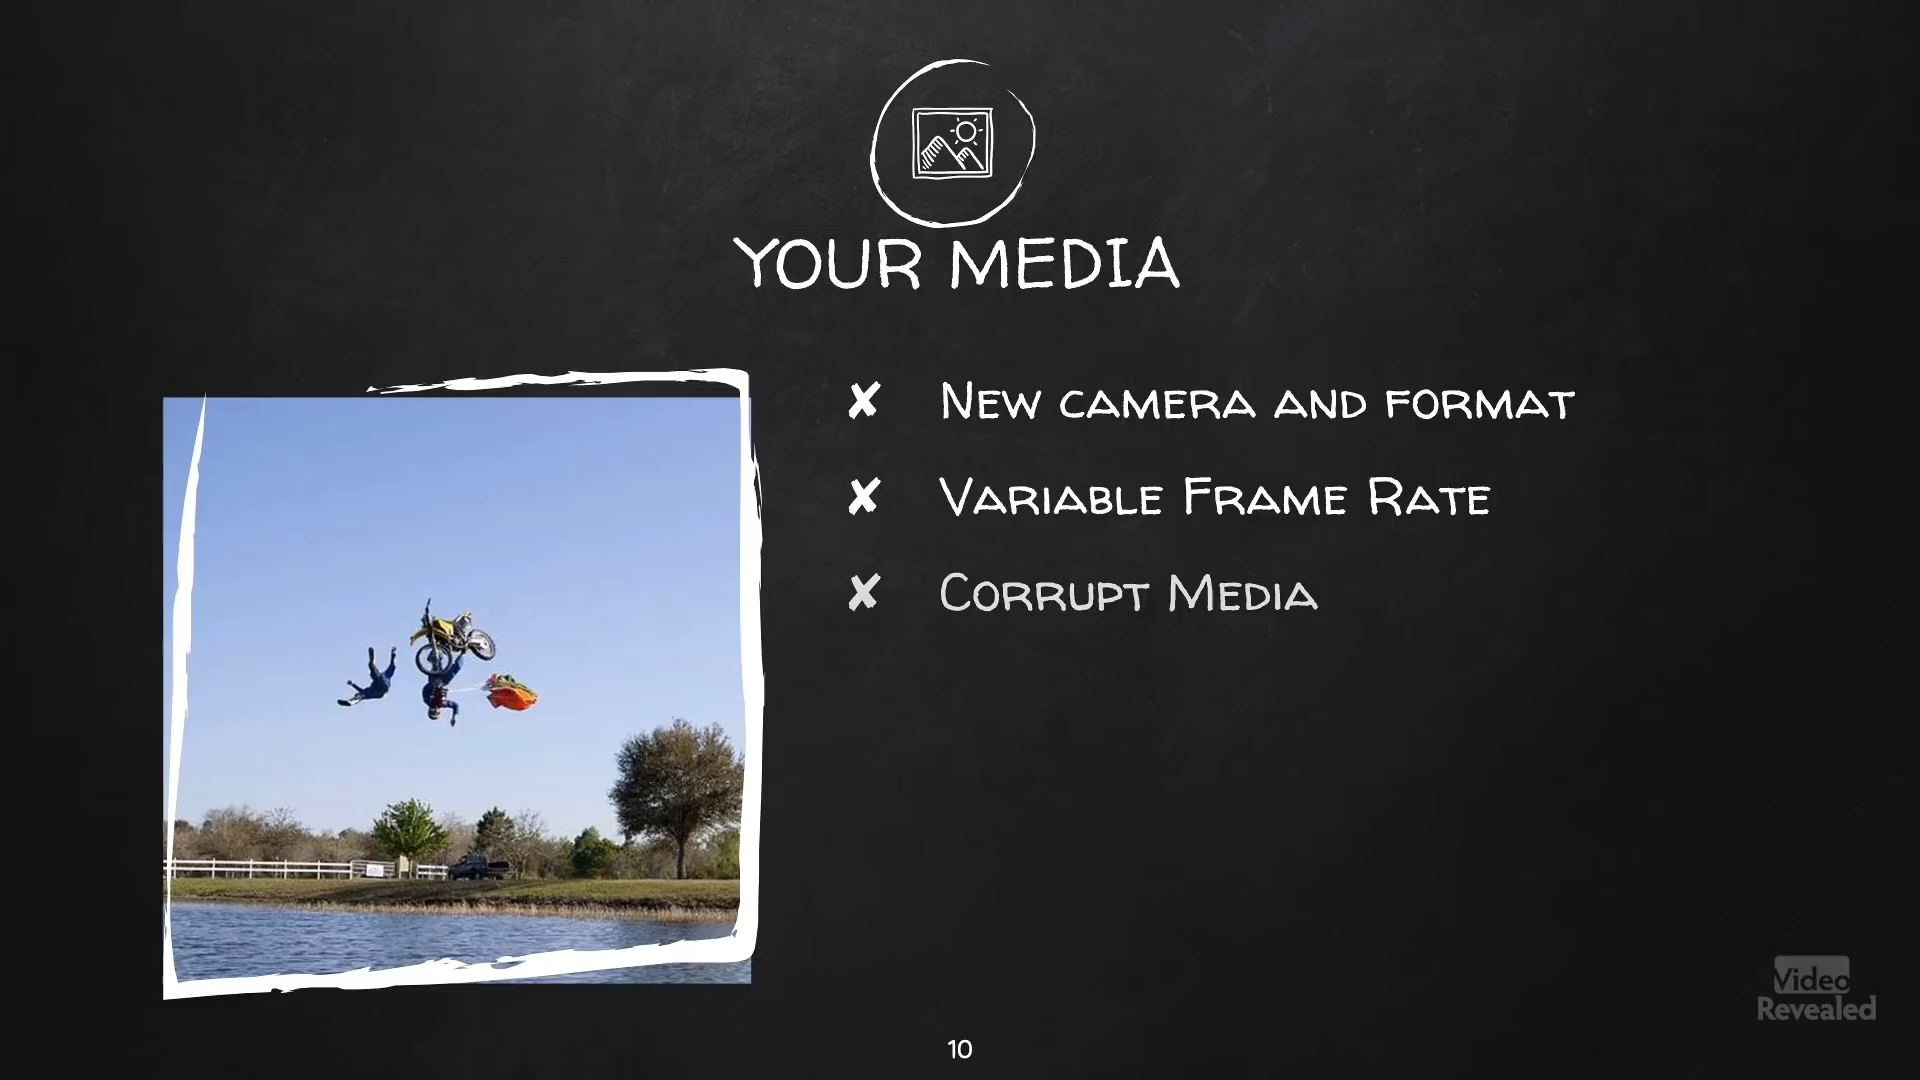 YOUR MEDIA
✘ New camera and format
✘ Variable Frame Rate
✘ Corrupt Media
Video
Revealed
10